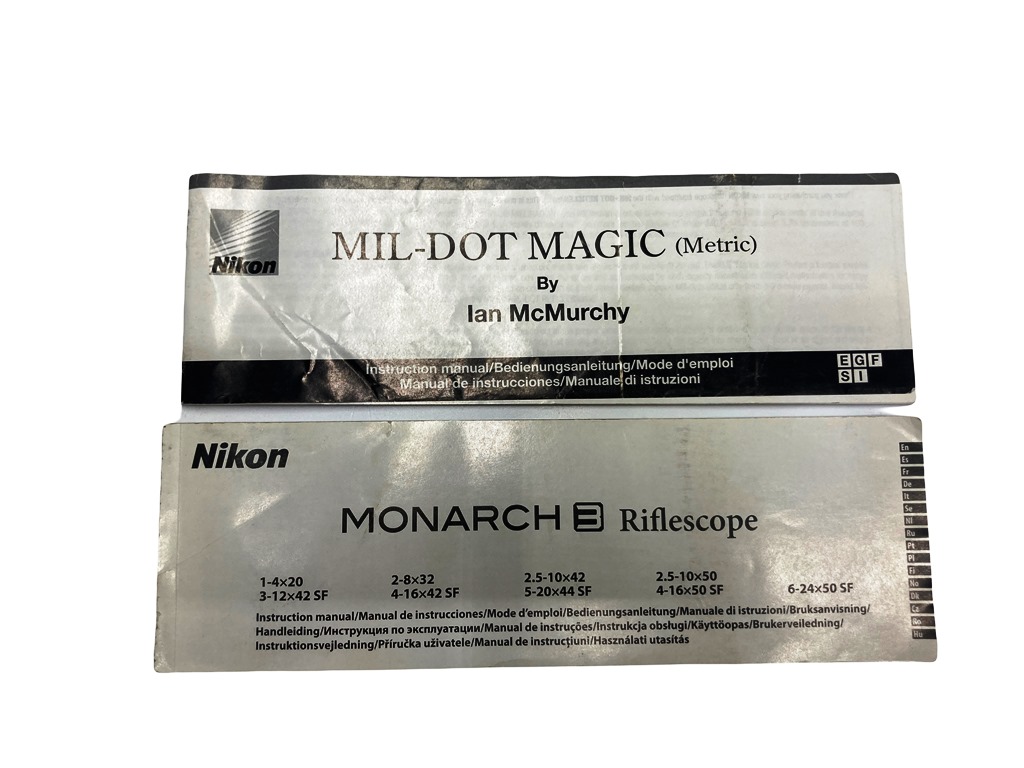 Nikon
MIL-DOT MAGIC (Metric)
By
Ian McMurchy
Instruction manual/Bedienungsanleitung/Mode d'emploi
Manual de instrucciones/Manuale di istruzioni
E G F
S I
Nikon
MONARCH 3 Riflescope
1-4×20 2-8×32 2.5-10×42 2.5-10×50
3-12×42 SF 4-16×42 SF 5-20×44 SF 4-16×50 SF 6-24×50 SF
Instruction manual/Manual de instrucciones/Mode d'emploi/Bedienungsanleitung/Manuale di istruzioni/Bruksanvisning/
Handleiding/Инструкция по эксплуатации/Manual de instruções/Instrukcja obsługi/Käyttöopas/Brukerveiledning/
Instruktionsvejledning/Příručka uživatele/Manual de instrucţiuni/Használati utasítás
En
Es
Fr
De
It
Se
Nl
Ru
Pt
Pl
Fi
No
Dk
Cz
Ro
Hu